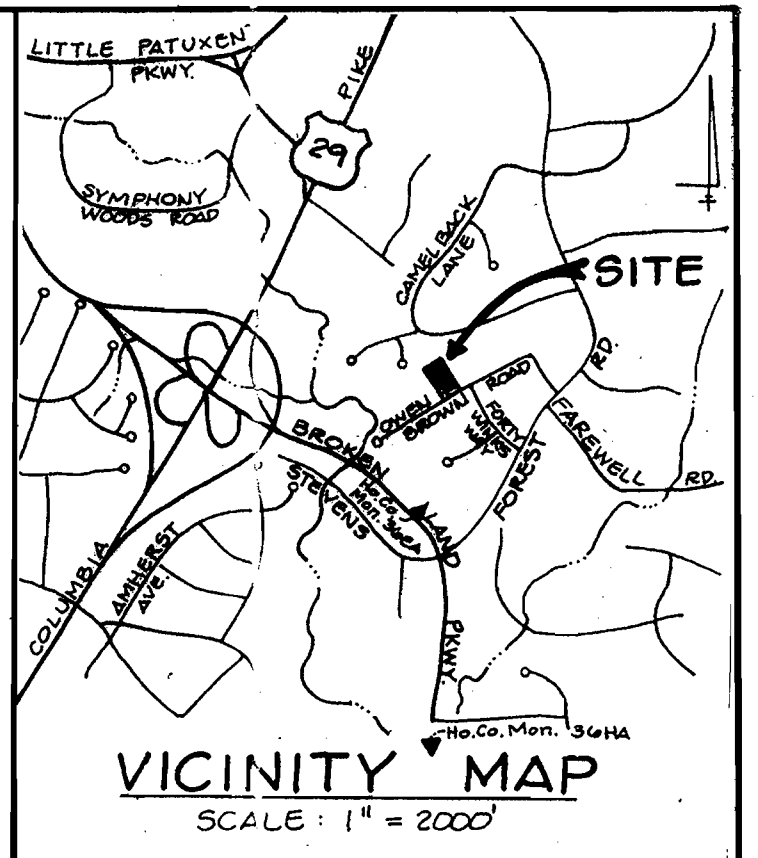 LITTLE PATUXEN
PKWY.
PIKE
29
SYMPHONY
WOODS ROAD
CAMELBACK
LANE
SITE
RD.
OWEN
BROWN
ROAD
FORTY
WINKS
WAY
FAREWELL
RD.
FOREST
BROKEN
LAND
PKWY.
STEVENS
Ho.Co.
Mon. 36EA
AMHERST
AVE.
COLUMBIA
Ho.Co. Mon. 36HA
VICINITY MAP
SCALE: 1" = 2000'